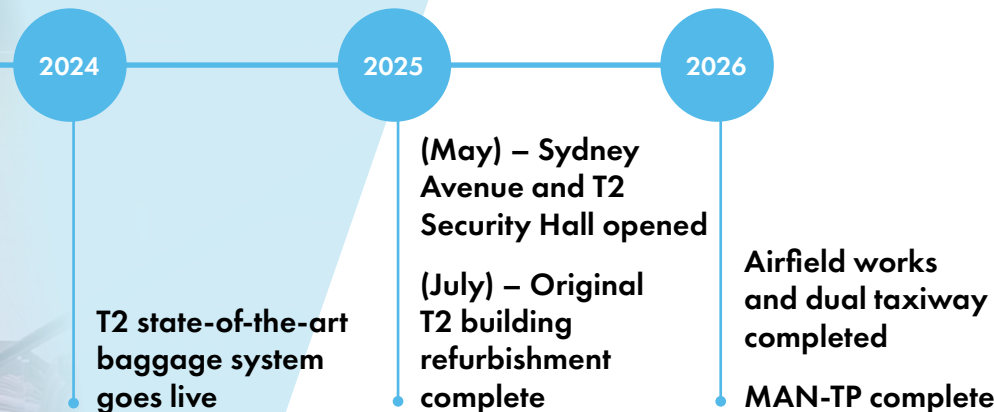 2024
2025
2026
T2 state-of-the-art
baggage system
goes live
(May) – Sydney
Avenue and T2
Security Hall opened
(July) – Original
T2 building
refurbishment
complete
Airfield works
and dual taxiway
completed
MAN-TP complete